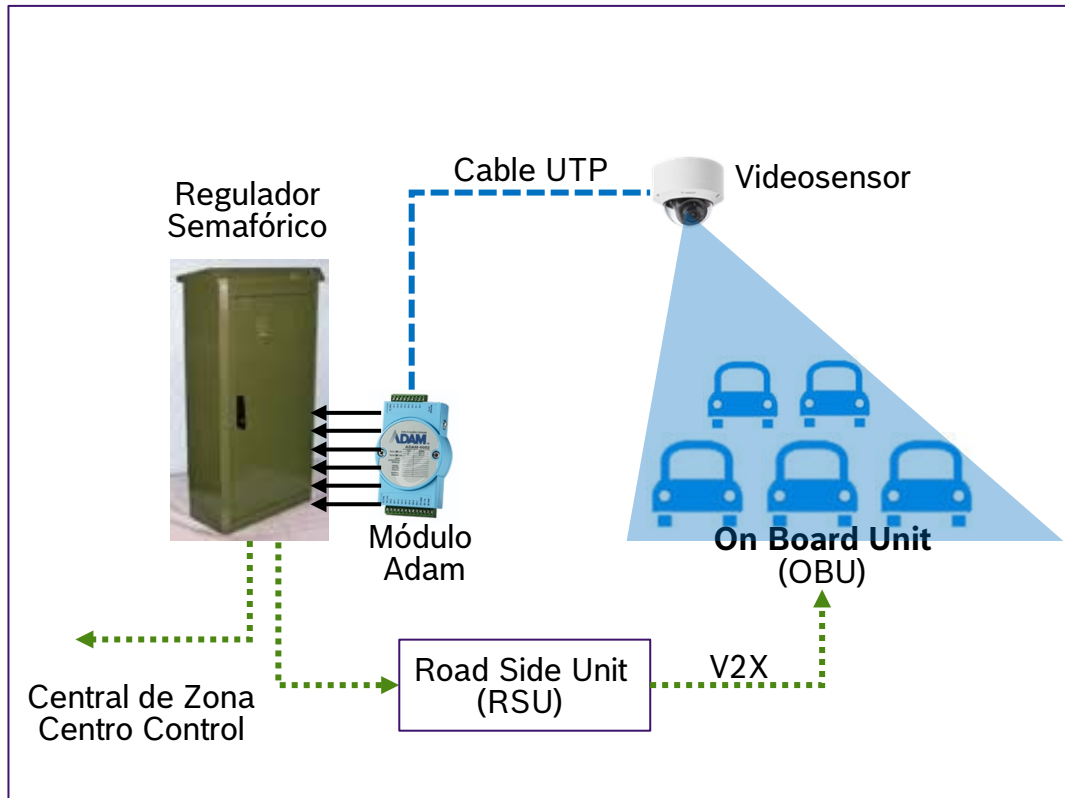 Cable UTP
Videosensor
Regulador
Semafórico
ADAM
Módulo
Adam
On Board Unit
(OBU)
Road Side Unit
(RSU)
V2X
Central de Zona
Centro Control